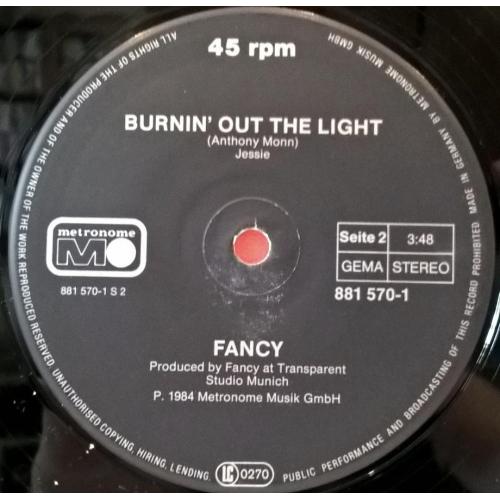 45 rpm
BURNIN' OUT THE LIGHT
(Anthony Monn)
Jessie
metronome
M
881 570-1 S 2
Seite 2 3:48
GEMA STEREO
881 570-1
FANCY
Produced by Fancy at Transparent
Studio Munich
P. 1984 Metronome Musik GmbH
LC 0270
ALL RIGHTS OF THE PRODUCER AND OF THE OWNER OF THE WORK REPRODUCED RESERVED. UNAUTHORISED COPYING, HIRING, LENDING, PUBLIC PERFORMANCE AND BROADCASTING OF THIS RECORD PROHIBITED MADE IN GERMANY BY METRONOME MUSIK GMBH